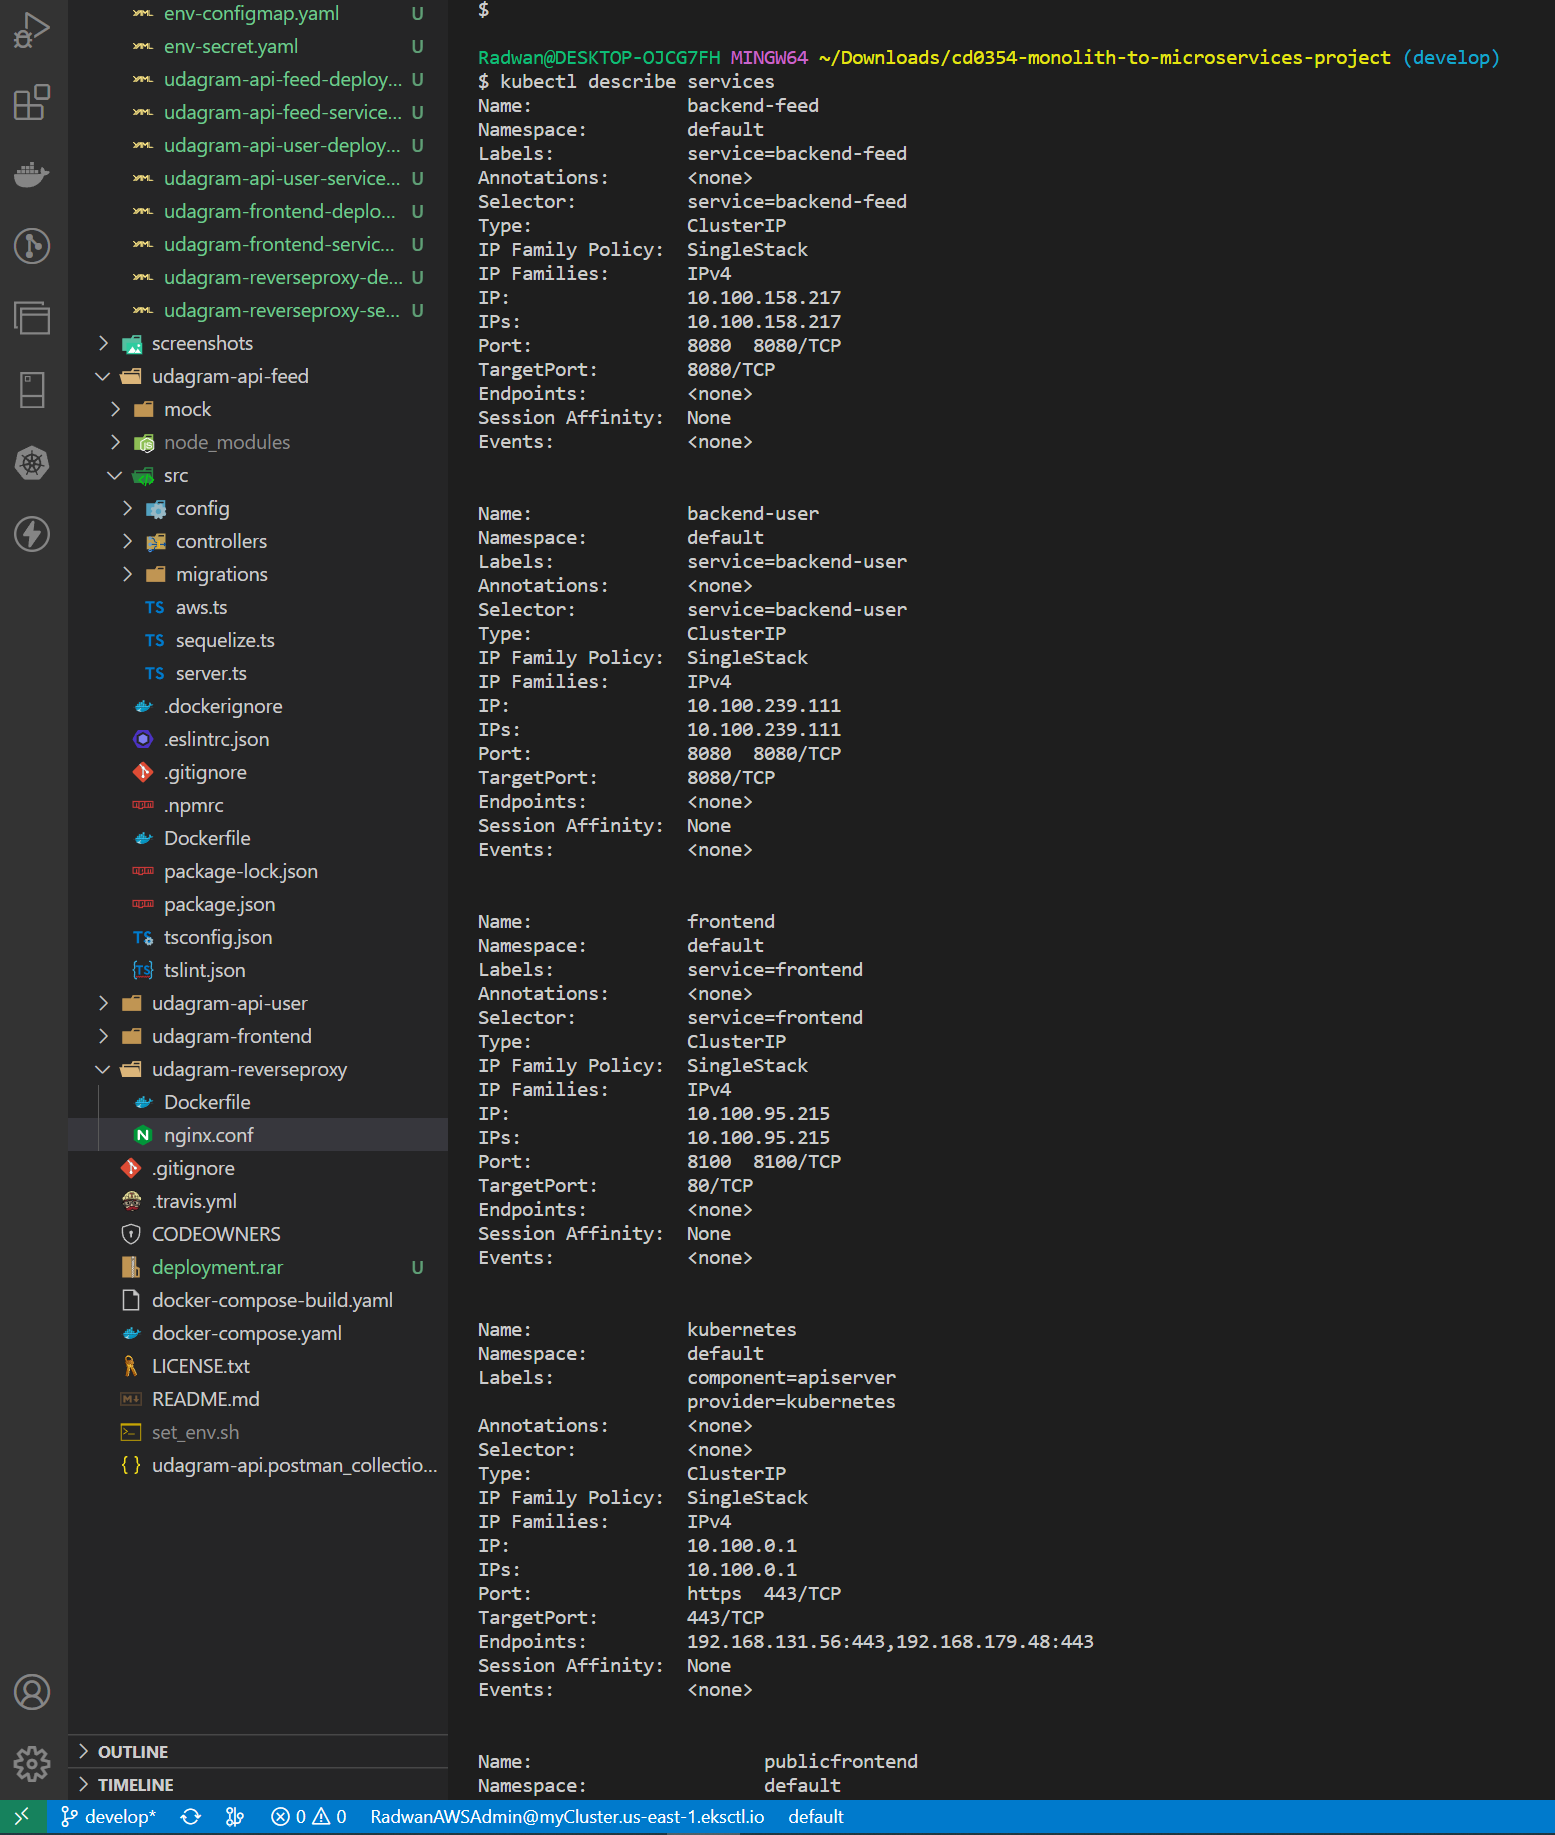 env-configmap.yaml U
env-secret.yaml U
udagram-api-feed-deploy... U
udagram-api-feed-service... U
udagram-api-user-deploy... U
udagram-api-user-service... U
udagram-frontend-deplo... U
udagram-frontend-servic... U
udagram-reverseproxy-de... U
udagram-reverseproxy-se... U
screenshots
udagram-api-feed
mock
node_modules
src
config
controllers
migrations
TS aws.ts
TS sequelize.ts
TS server.ts
.dockerignore
.eslintrc.json
.gitignore
.npmrc
Dockerfile
package-lock.json
package.json
tsconfig.json
tslint.json
udagram-api-user
udagram-frontend
udagram-reverseproxy
Dockerfile
nginx.conf
.gitignore
.travis.yml
CODEOWNERS
deployment.rar U
docker-compose-build.yaml
docker-compose.yaml
LICENSE.txt
README.md
set_env.sh
udagram-api.postman_collectio...
OUTLINE
TIMELINE
$
Radwan@DESKTOP-OJCG7FH MINGW64 ~/Downloads/cd0354-monolith-to-microservices-project (develop)
$ kubectl describe services
Name: backend-feed
Namespace: default
Labels: service=backend-feed
Annotations: <none>
Selector: service=backend-feed
Type: ClusterIP
IP Family Policy: SingleStack
IP Families: IPv4
IP: 10.100.158.217
IPs: 10.100.158.217
Port: 8080 8080/TCP
TargetPort: 8080/TCP
Endpoints: <none>
Session Affinity: None
Events: <none>
Name: backend-user
Namespace: default
Labels: service=backend-user
Annotations: <none>
Selector: service=backend-user
Type: ClusterIP
IP Family Policy: SingleStack
IP Families: IPv4
IP: 10.100.239.111
IPs: 10.100.239.111
Port: 8080 8080/TCP
TargetPort: 8080/TCP
Endpoints: <none>
Session Affinity: None
Events: <none>
Name: frontend
Namespace: default
Labels: service=frontend
Annotations: <none>
Selector: service=frontend
Type: ClusterIP
IP Family Policy: SingleStack
IP Families: IPv4
IP: 10.100.95.215
IPs: 10.100.95.215
Port: 8100 8100/TCP
TargetPort: 80/TCP
Endpoints: <none>
Session Affinity: None
Events: <none>
Name: kubernetes
Namespace: default
Labels: component=apiserver
provider=kubernetes
Annotations: <none>
Selector: <none>
Type: ClusterIP
IP Family Policy: SingleStack
IP Families: IPv4
IP: 10.100.0.1
IPs: 10.100.0.1
Port: https 443/TCP
TargetPort: 443/TCP
Endpoints: 192.168.131.56:443,192.168.179.48:443
Session Affinity: None
Events: <none>
Name: publicfrontend
Namespace: default
develop* 0 0 RadwanAWSAdmin@myCluster.us-east-1.eksctl.io default